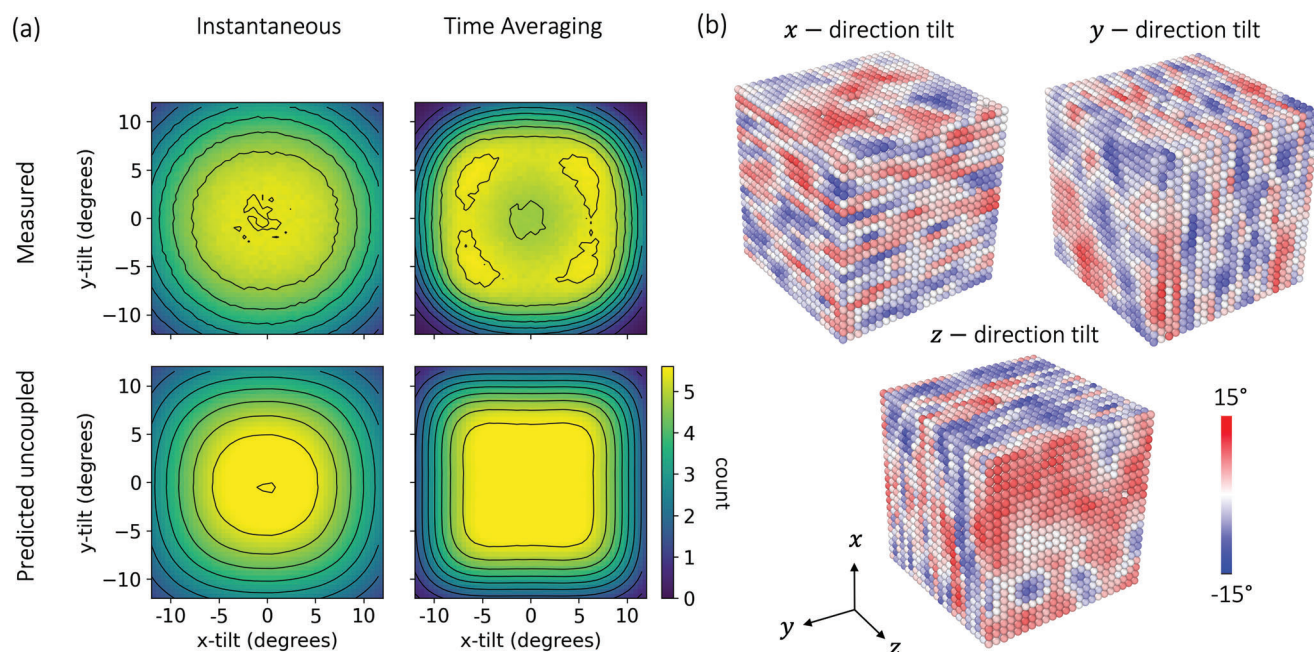 (a)
Instantaneous
Time Averaging
Measured
y-tilt (degrees)
10
5
0
−5
−10
Predicted uncoupled
y-tilt (degrees)
10
5
0
−5
−10
-10
-5
0
5
10
x-tilt (degrees)
-10
-5
0
5
10
x-tilt (degrees)
5
4
3
2
1
0
count
(b)
x − direction tilt
y − direction tilt
z − direction tilt
15°
-15°
x
y
z